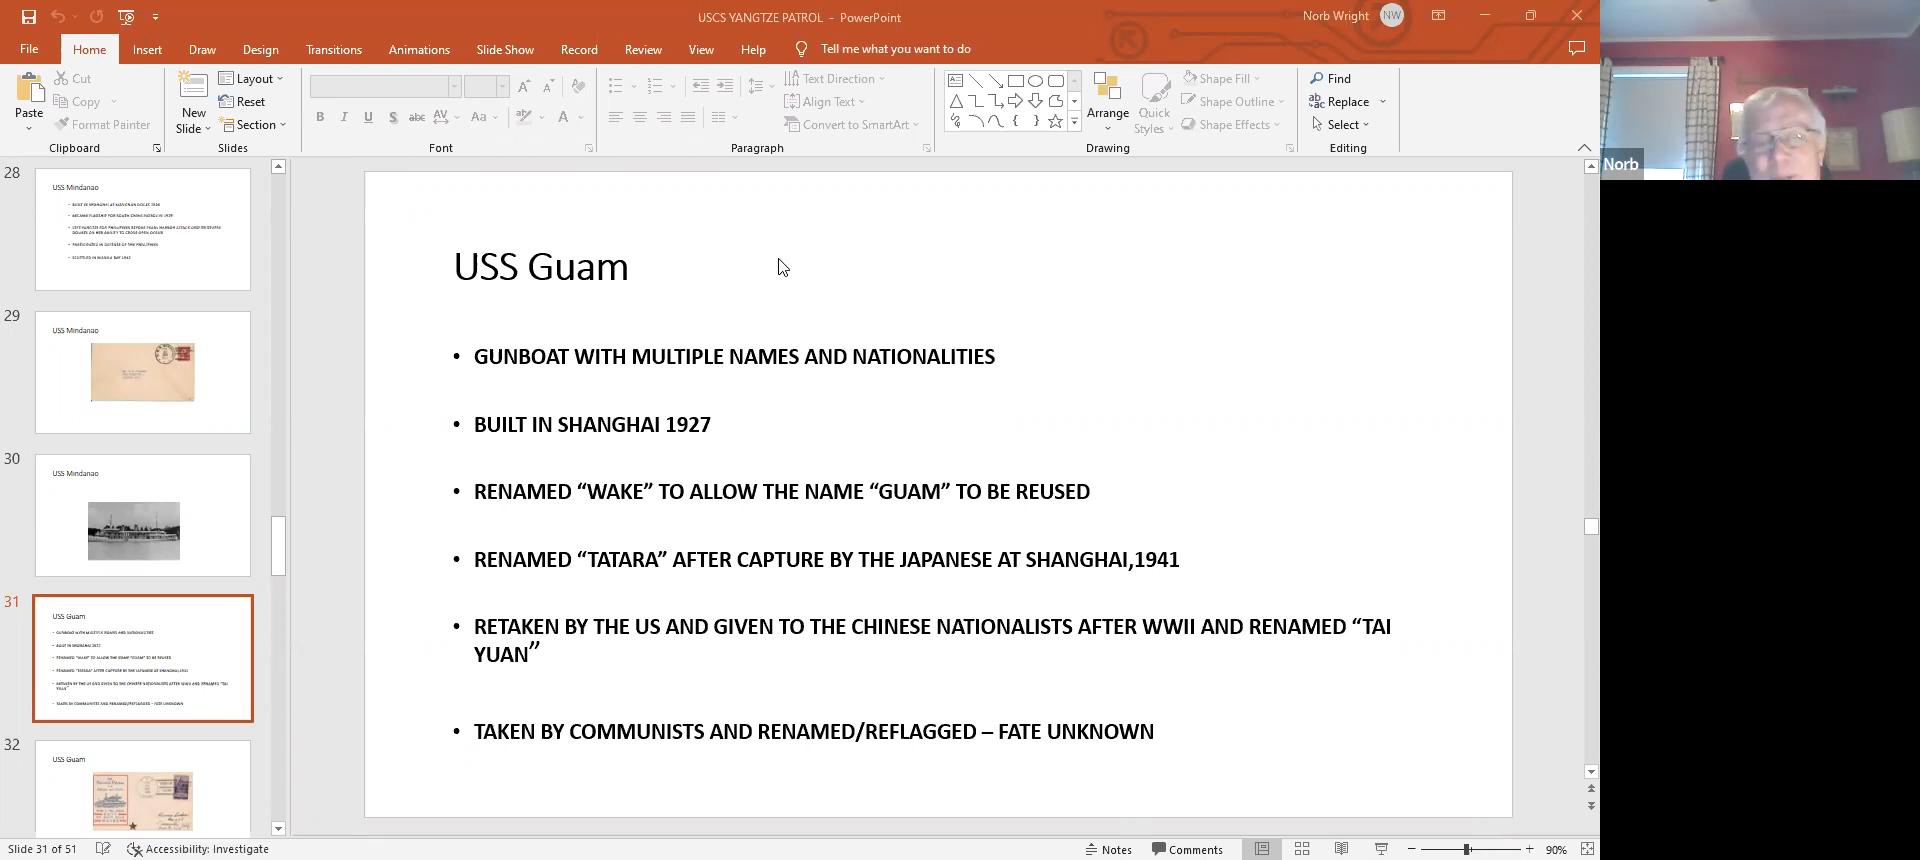 USCS YANGTZE PATROL - PowerPoint
Norb Wright
NW
File
Home
Insert
Draw
Design
Transitions
Animations
Slide Show
Record
Review
View
Help
Tell me what you want to do
Paste
Cut
Copy
Format Painter
Clipboard
New
Slide
Layout
Reset
Section
Slides
Font
Text Direction
Align Text
Convert to SmartArt
Paragraph
Arrange
Quick
Styles
Shape Fill
Shape Outline
Shape Effects
Drawing
Find
Replace
Select
Editing
Norb
28
USS Mindanao
29
USS Mindanao
30
USS Mindanao
31
USS Guam
32
USS Guam
USS Guam
• GUNBOAT WITH MULTIPLE NAMES AND NATIONALITIES
• BUILT IN SHANGHAI 1927
• RENAMED “WAKE” TO ALLOW THE NAME “GUAM” TO BE REUSED
• RENAMED “TATARA” AFTER CAPTURE BY THE JAPANESE AT SHANGHAI,1941
• RETAKEN BY THE US AND GIVEN TO THE CHINESE NATIONALISTS AFTER WWII AND RENAMED “TAI
YUAN”
• TAKEN BY COMMUNISTS AND RENAMED/REFLAGGED – FATE UNKNOWN
Slide 31 of 51
Accessibility: Investigate
Notes
Comments
90%